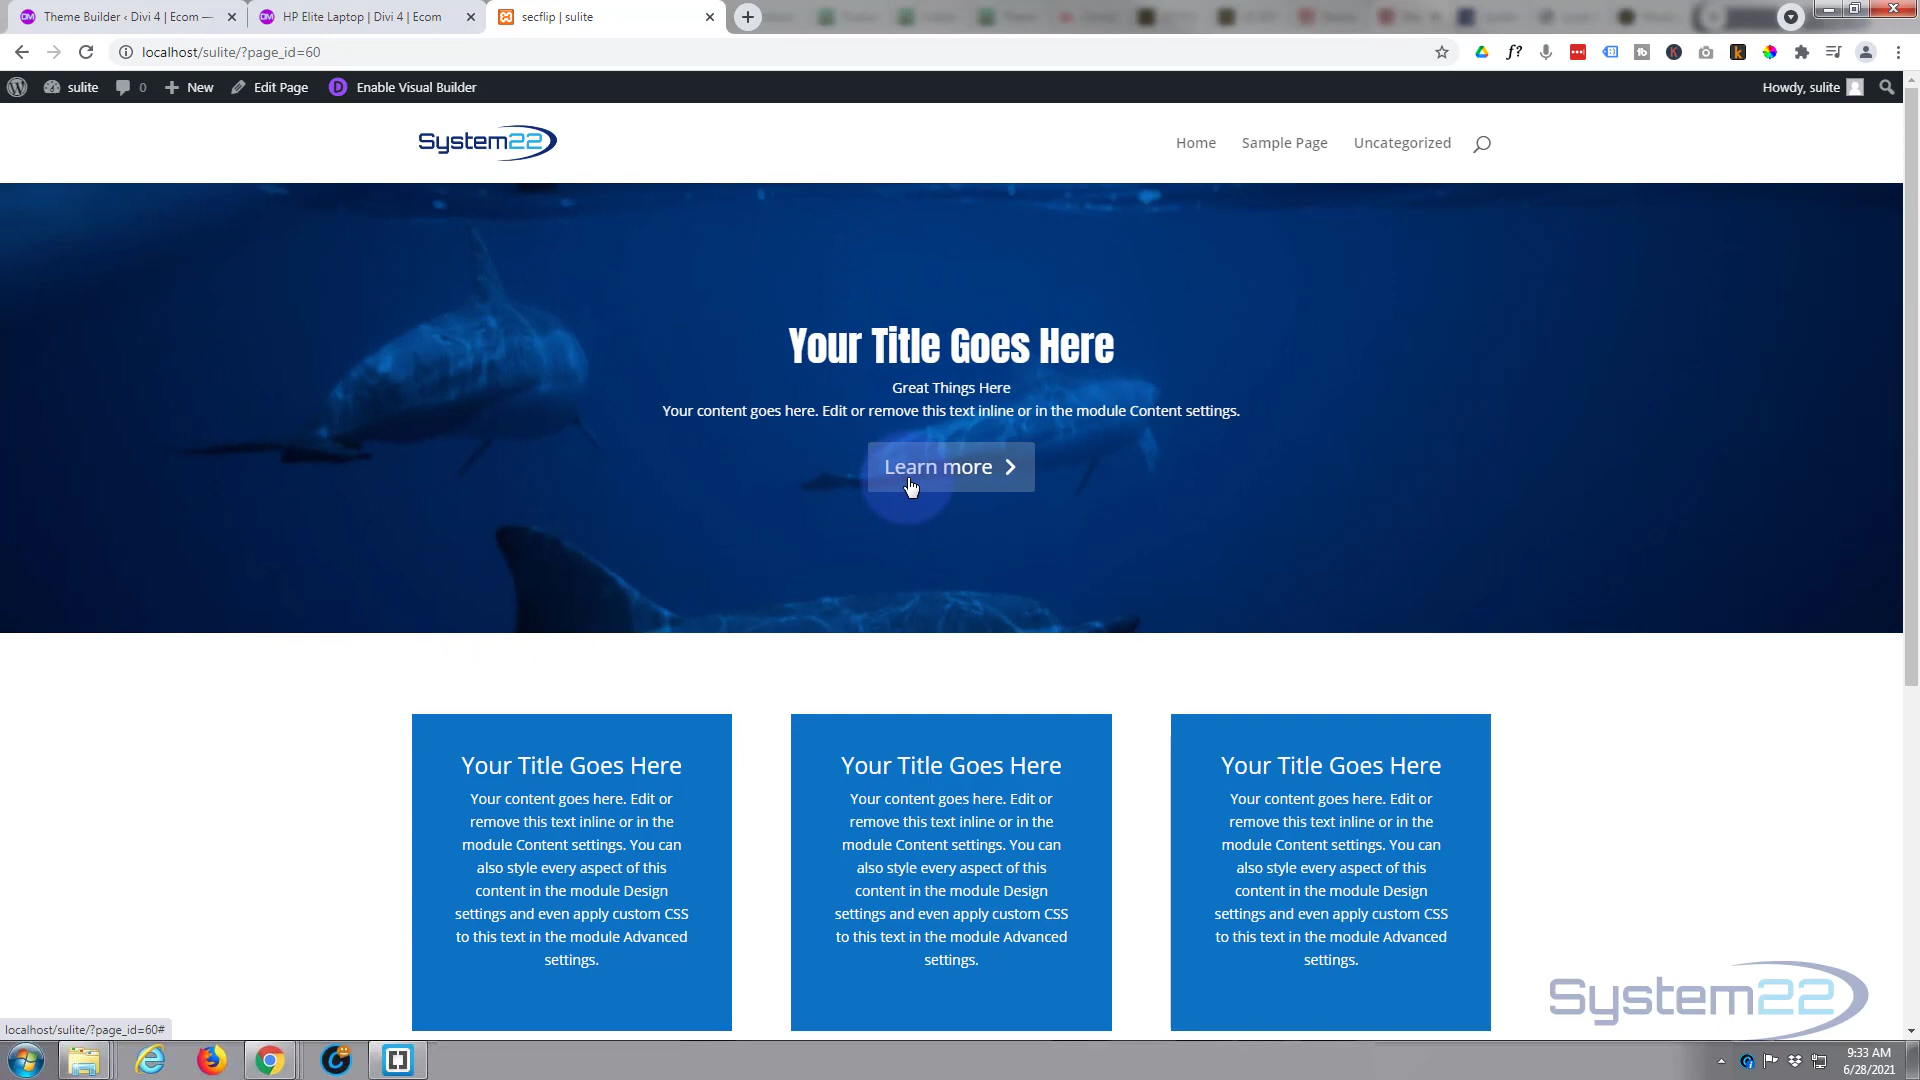 Theme Builder ‹ Divi 4 | Ecom —
HP Elite Laptop | Divi 4 | Ecom
secflip | sulite
localhost/sulite/?page_id=60
sulite
0
New
Edit Page
Enable Visual Builder
Howdy, sulite
System22
Home
Sample Page
Uncategorized
Your Title Goes Here
Great Things Here
Your content goes here. Edit or remove this text inline or in the module Content settings.
Learn more
Your Title Goes Here
Your content goes here. Edit or
remove this text inline or in the
module Content settings. You can
also style every aspect of this
content in the module Design
settings and even apply custom CSS
to this text in the module Advanced
settings.
Your Title Goes Here
Your content goes here. Edit or
remove this text inline or in the
module Content settings. You can
also style every aspect of this
content in the module Design
settings and even apply custom CSS
to this text in the module Advanced
settings.
Your Title Goes Here
Your content goes here. Edit or
remove this text inline or in the
module Content settings. You can
also style every aspect of this
content in the module Design
settings and even apply custom CSS
to this text in the module Advanced
settings.
System22
localhost/sulite/?page_id=60#
9:33 AM
6/28/2021